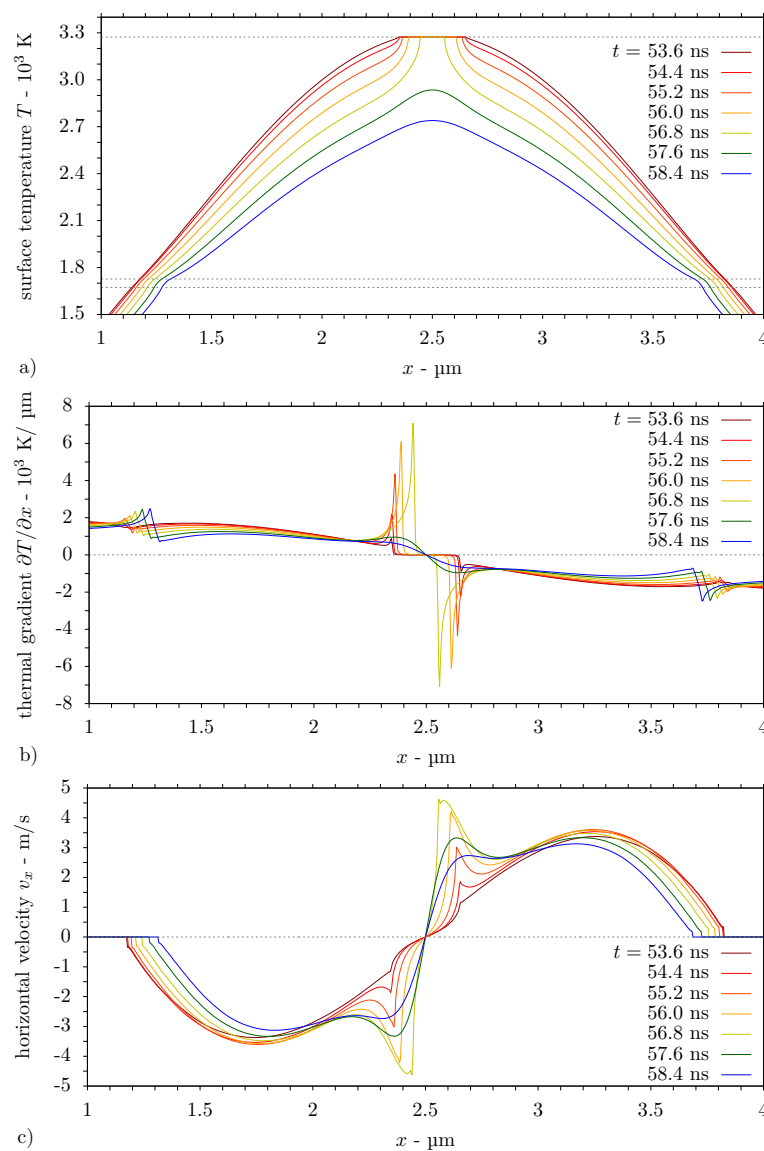 3.3
3.0
2.7
2.4
2.1
1.8
1.5
surface temperature T - 10³ K
t = 53.6 ns
54.4 ns
55.2 ns
56.0 ns
56.8 ns
57.6 ns
58.4 ns
1 1.5 2 2.5 3 3.5 4
x - µm
a)
8
6
4
2
0
-2
-4
-6
-8
thermal gradient ∂T/∂x - 10³ K/ µm
t = 53.6 ns
54.4 ns
55.2 ns
56.0 ns
56.8 ns
57.6 ns
58.4 ns
1 1.5 2 2.5 3 3.5 4
x - µm
b)
5
4
3
2
1
0
-1
-2
-3
-4
-5
horizontal velocity vₓ - m/s
t = 53.6 ns
54.4 ns
55.2 ns
56.0 ns
56.8 ns
57.6 ns
58.4 ns
1 1.5 2 2.5 3 3.5 4
x - µm
c)